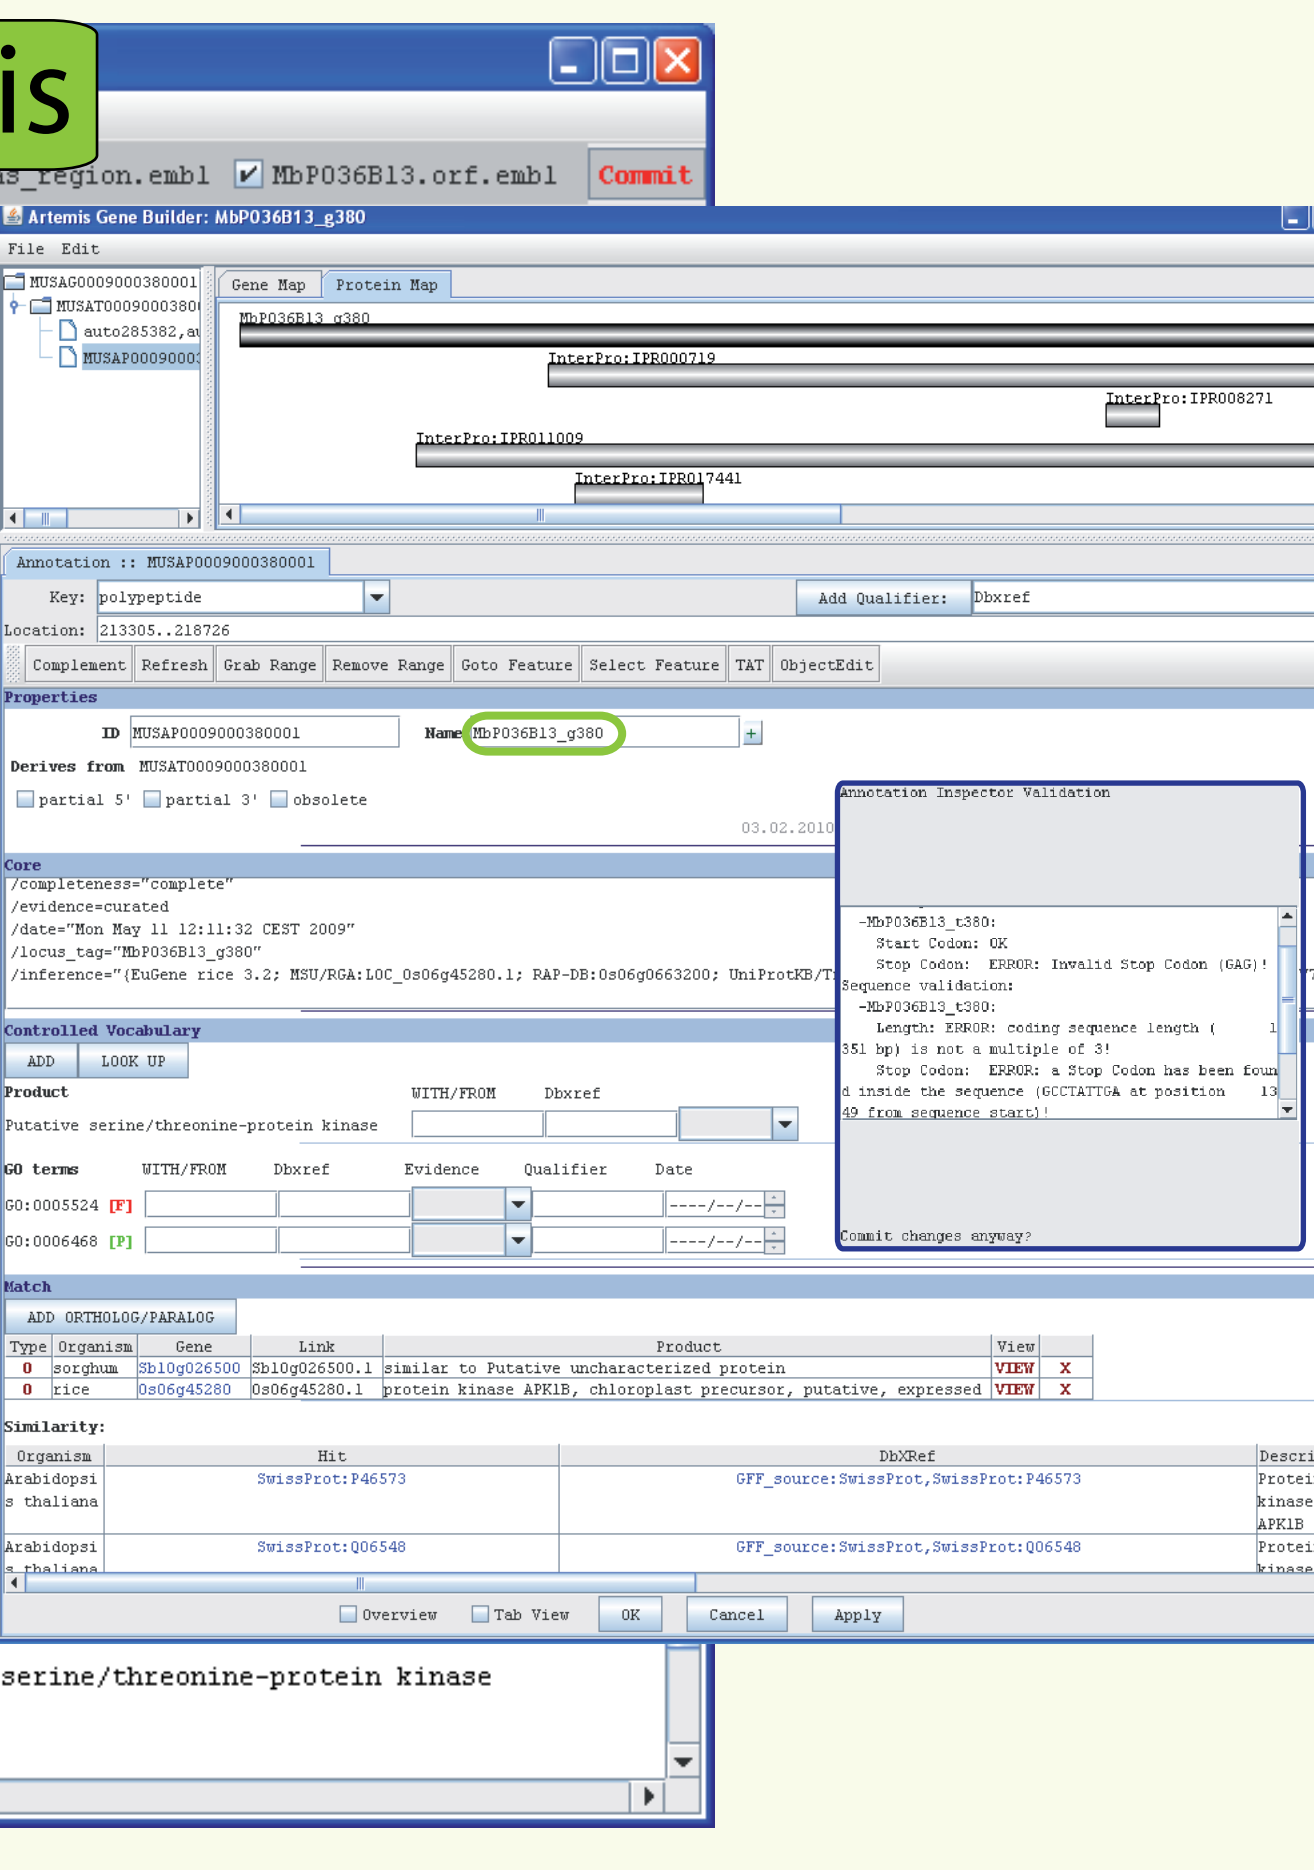 is
s_region.embl MbP036B13.orf.embl Commit
Artemis Gene Builder: MbP036B13_g380
File Edit
MUSAG0009000380001
MUSAT000900038
auto285382,
MUSAP0009000
Gene Map Protein Map
MbP036B13_g380
InterPro:IPR000719
InterPro:IPR008271
InterPro:IPR011009
InterPro:IPR017441
Annotation :: MUSAP0009000380001
Key: polypeptide Add Qualifier: Dbxref
Location: 213305..218726
Complement Refresh Grab Range Remove Range Goto Feature Select Feature TAT ObjectEdit
Properties
ID MUSAP0009000380001 Name MbP036B13_g380 +
Derives from MUSAT0009000380001
partial 5' partial 3' obsolete
03.02.2010
Core
/completeness="complete"
/evidence=curated
/date="Mon May 11 12:11:32 CEST 2009"
/locus_tag="MbP036B13_g380"
/inference="{EuGene rice 3.2; MSU/RGA:LOC_Os06g45280.1; RAP-DB:Os06g0663200; UniProtKB/T
Annotation Inspector Validation
-MbP036B13_t380:
Start Codon: OK
Stop Codon: ERROR: Invalid Stop Codon (GAG)!
Sequence validation:
-MbP036B13_t380:
Length: ERROR: coding sequence length ( 1
351 bp) is not a multiple of 3!
Stop Codon: ERROR: a Stop Codon has been foun
d inside the sequence (GCCTATTGA at position 13
49 from sequence start)!
Commit changes anyway?
Controlled Vocabulary
ADD LOOK UP
Product WITH/FROM Dbxref
Putative serine/threonine-protein kinase
GO terms WITH/FROM Dbxref Evidence Qualifier Date
GO:0005524 [F] ----/--/--
GO:0006468 [P] ----/--/--
Match
ADD ORTHOLOG/PARALOG
Type Organism Gene Link Product View
O sorghum Sb10g026500 Sb10g026500.1 similar to Putative uncharacterized protein VIEW X
O rice Os06g45280 Os06g45280.1 protein kinase APK1B, chloroplast precursor, putative, expressed VIEW X
Similarity:
Organism Hit DbXRef Descri
Arabidopsi SwissProt:P46573 GFF_source:SwissProt,SwissProt:P46573 Protei
s thaliana kinase
APK1B
Arabidopsi SwissProt:Q06548 GFF_source:SwissProt,SwissProt:Q06548 Protei
s thaliana kinase
Overview Tab View OK Cancel Apply
serine/threonine-protein kinase